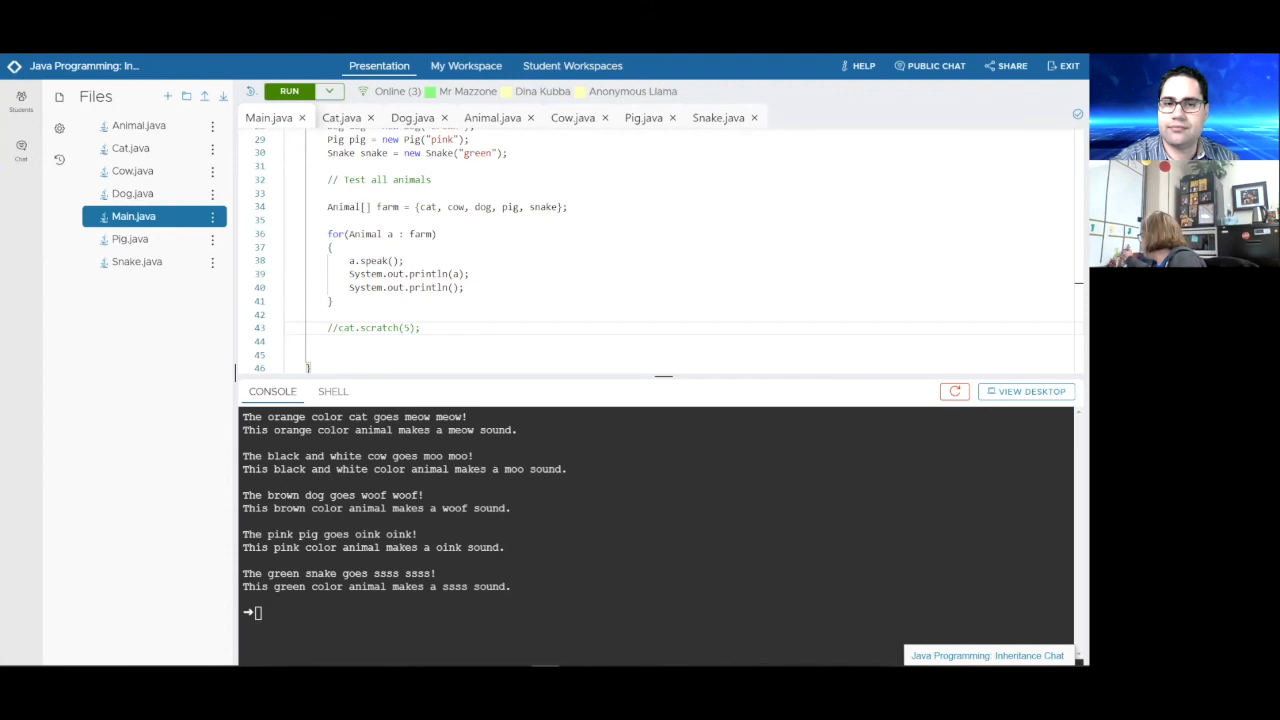 Java Programming: In...
Presentation
My Workspace
Student Workspaces
HELP
PUBLIC CHAT
SHARE
EXIT
Students
Chat
Files
Animal.java
Cat.java
Cow.java
Dog.java
Main.java
Pig.java
Snake.java
RUN
Online (3)
Mr Mazzone
Dina Kubba
Anonymous Llama
Main.java
Cat.java
Dog.java
Animal.java
Cow.java
Pig.java
Snake.java
29 Pig pig = new Pig("pink");
30 Snake snake = new Snake("green");
31
32 // Test all animals
33
34 Animal[] farm = {cat, cow, dog, pig, snake};
35
36 for(Animal a : farm)
37 {
38 a.speak();
39 System.out.println(a);
40 System.out.println();
41 }
42
43 //cat.scratch(5);
44
45
46 }
CONSOLE
SHELL
VIEW DESKTOP
The orange color cat goes meow meow!
This orange color animal makes a meow sound.
The black and white cow goes moo moo!
This black and white color animal makes a moo sound.
The brown dog goes woof woof!
This brown color animal makes a woof sound.
The pink pig goes oink oink!
This pink color animal makes a oink sound.
The green snake goes ssss ssss!
This green color animal makes a ssss sound.
Java Programming: Inheritance Chat